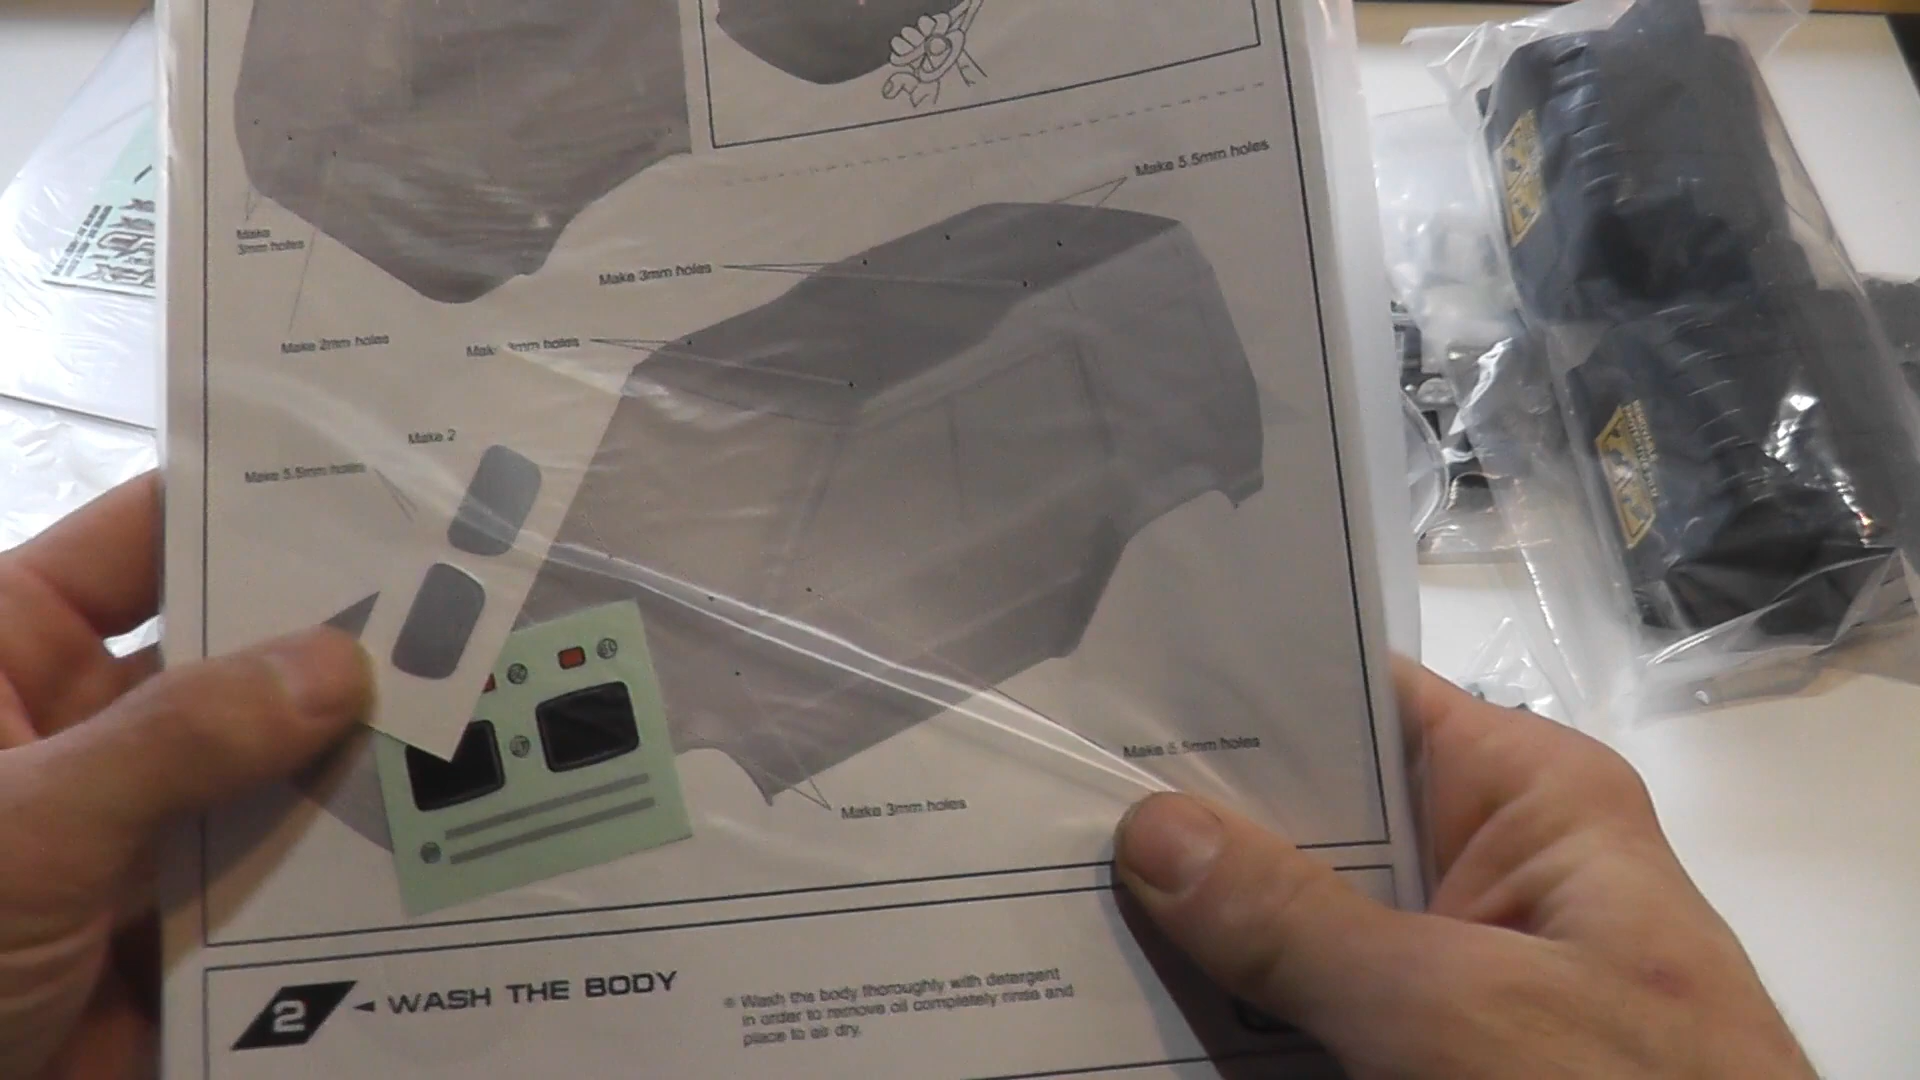 Make 5.5mm holes
Make
3mm holes
Make 3mm holes
Make 2mm holes
3mm holes
Make 2
Make 5.5mm holes
Make 5.5mm holes
Make 3mm holes
2 WASH THE BODY
Wash the body thoroughly with detergent
in order to remove oil completely rinse and
place to air dry.